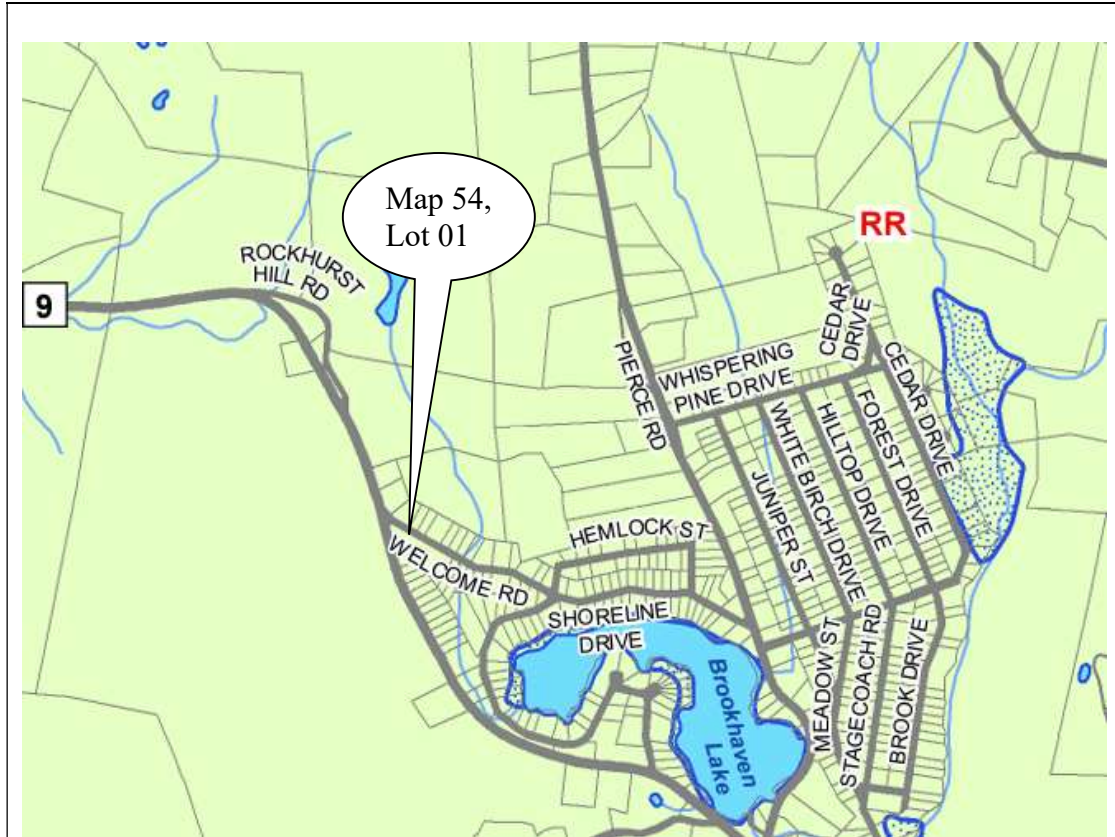 Map 54,
Lot 01
RR
ROCKHURST
HILL RD
9
CEDAR
DRIVE
PIERCE RD
WHISPERING
PINE DRIVE
CEDAR DRIVE
FOREST DRIVE
HILLTOP DRIVE
WHITE BIRCH DRIVE
JUNIPER ST
HEMLOCK ST
WELCOME RD
SHORELINE
DRIVE
Brookhaven
Lake
MEADOW ST
STAGECOACH RD
BROOK DRIVE